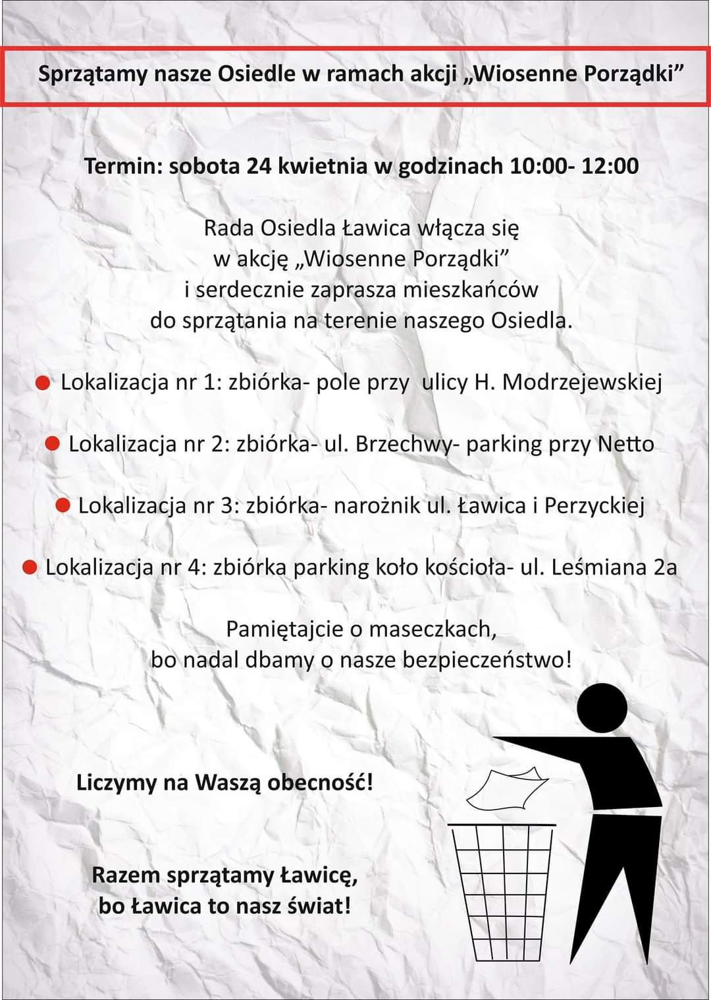 Sprzątamy nasze Osiedle w ramach akcji „Wiosenne Porządki”
Termin: sobota 24 kwietnia w godzinach 10:00- 12:00
Rada Osiedla Ławica włącza się
w akcję „Wiosenne Porządki”
i serdecznie zaprasza mieszkańców
do sprzątania na terenie naszego Osiedla.
Lokalizacja nr 1: zbiórka- pole przy  ulicy H. Modrzejewskiej
Lokalizacja nr 2: zbiórka- ul. Brzechwy- parking przy Netto
Lokalizacja nr 3: zbiórka- narożnik ul. Ławica i Perzyckiej
Lokalizacja nr 4: zbiórka parking koło kościoła- ul. Leśmiana 2a
Pamiętajcie o maseczkach,
bo nadal dbamy o nasze bezpieczeństwo!
Liczymy na Waszą obecność!
Razem sprzątamy Ławicę,
bo Ławica to nasz świat!